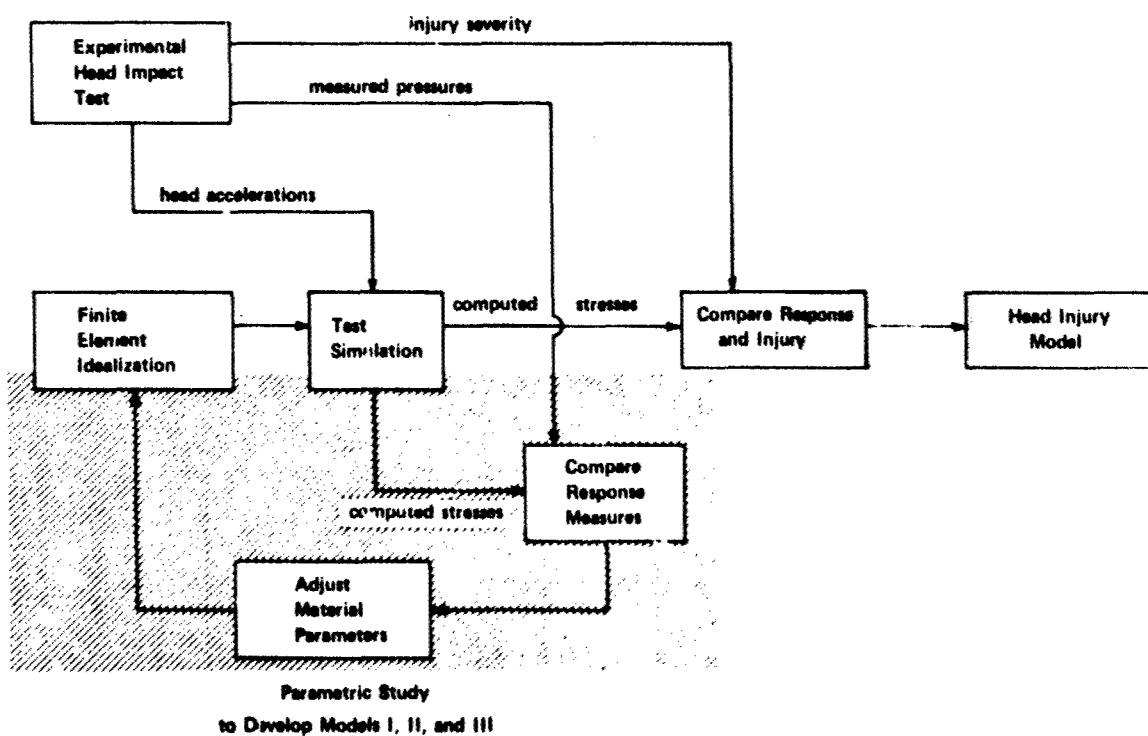 injury severity
Experimental
Head Impact
Test
measured pressures
head accelerations
Finite
Element
Idealization
Test
Simulation
computed stresses
Compare Response
and Injury
Head Injury
Model
Compare
Response
Measures
computed stresses
Adjust
Material
Parameters
Parametric Study
to Develop Models I, II, and III